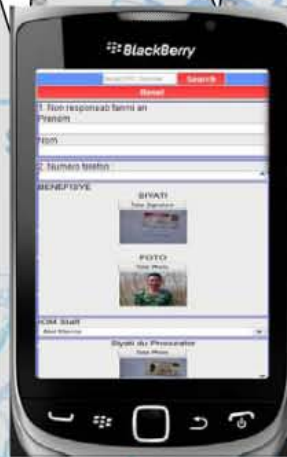 BlackBerry
Search
Reset
1. Non responsab fanmi an
Prenom
Nom
2. Numero telefon :
BENEFISYE
SIYATI
Take Signature
FOTO
Take Photo
IOM Staff
Siyati du Prossator
Take Photo